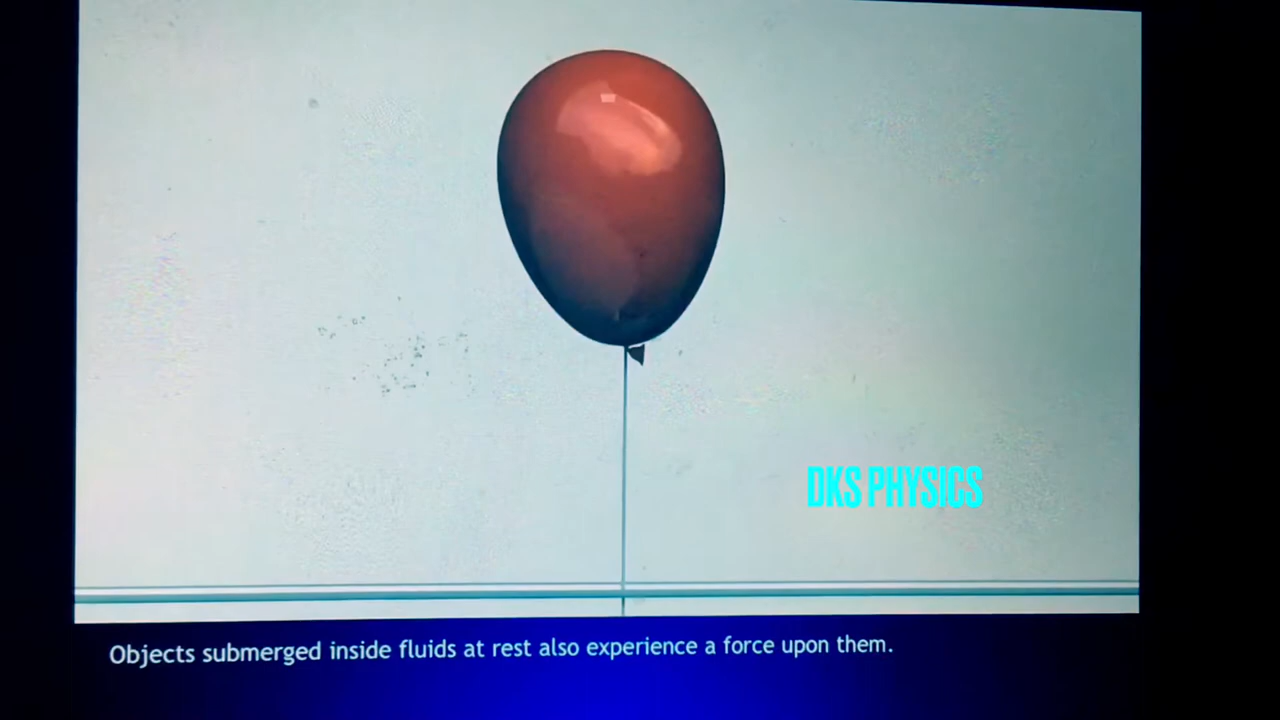 DKS PHYSICS
Objects submerged inside fluids at rest also experience a force upon them.